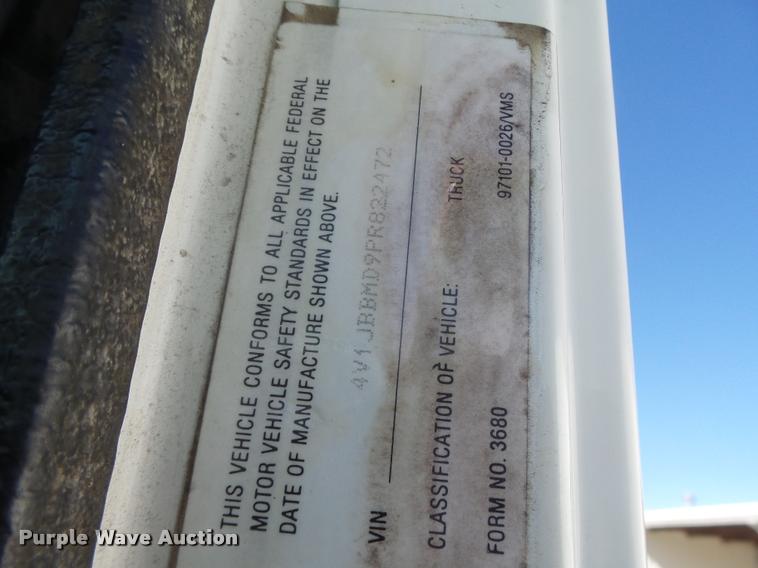 THIS VEHICLE CONFORMS TO ALL APPLICABLE FEDERAL
MOTOR VEHICLE SAFETY STANDARDS IN EFFECT ON THE
DATE OF MANUFACTURE SHOWN ABOVE.
VIN 4V1JBBMD9PR822472
CLASSIFICATION OF VEHICLE: TRUCK
FORM NO. 3680 97101-0026/VMS
Purple Wave Auction